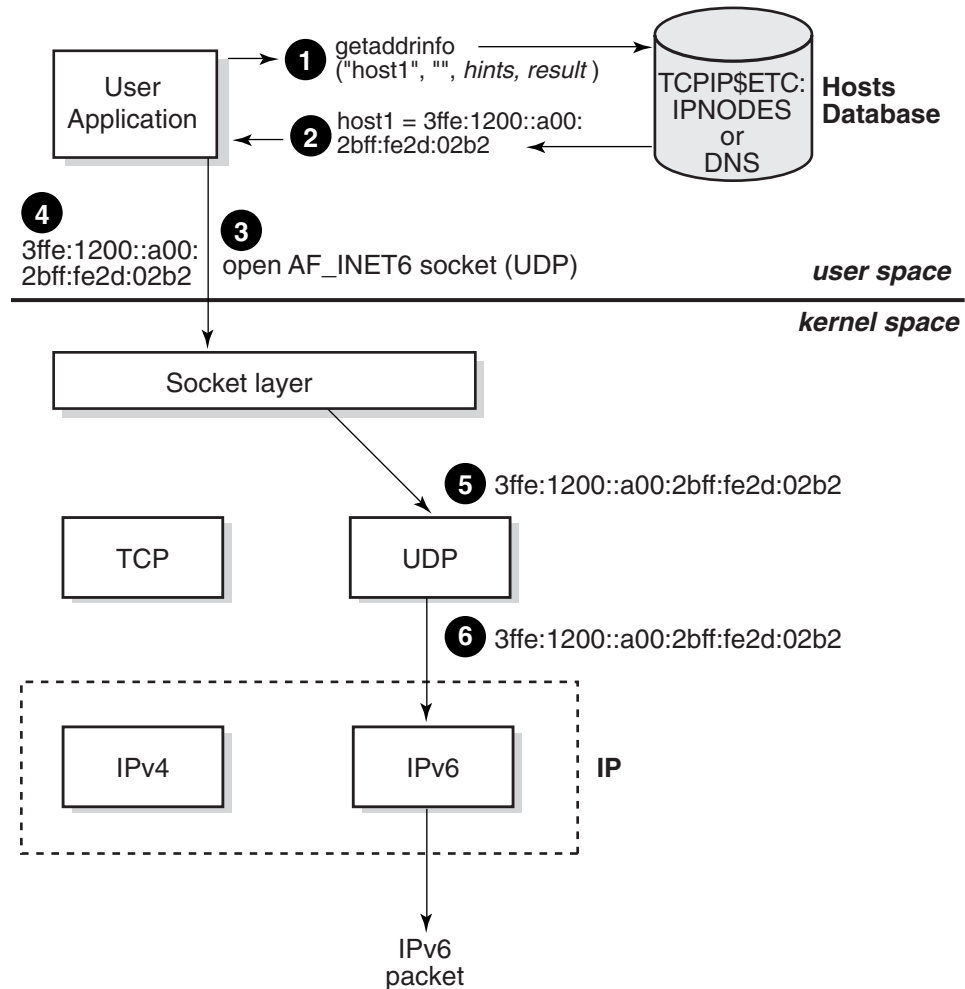 1 getaddrinfo
("host1", "", hints, result )
User
Application
TCPIP$ETC:
IPNODES
or
DNS
Hosts
Database
2 host1 = 3ffe:1200::a00:
2bff:fe2d:02b2
4
3ffe:1200::a00:
2bff:fe2d:02b2
3
open AF_INET6 socket (UDP)
user space
kernel space
Socket layer
5 3ffe:1200::a00:2bff:fe2d:02b2
TCP
UDP
6 3ffe:1200::a00:2bff:fe2d:02b2
IPv4
IPv6
IP
IPv6
packet